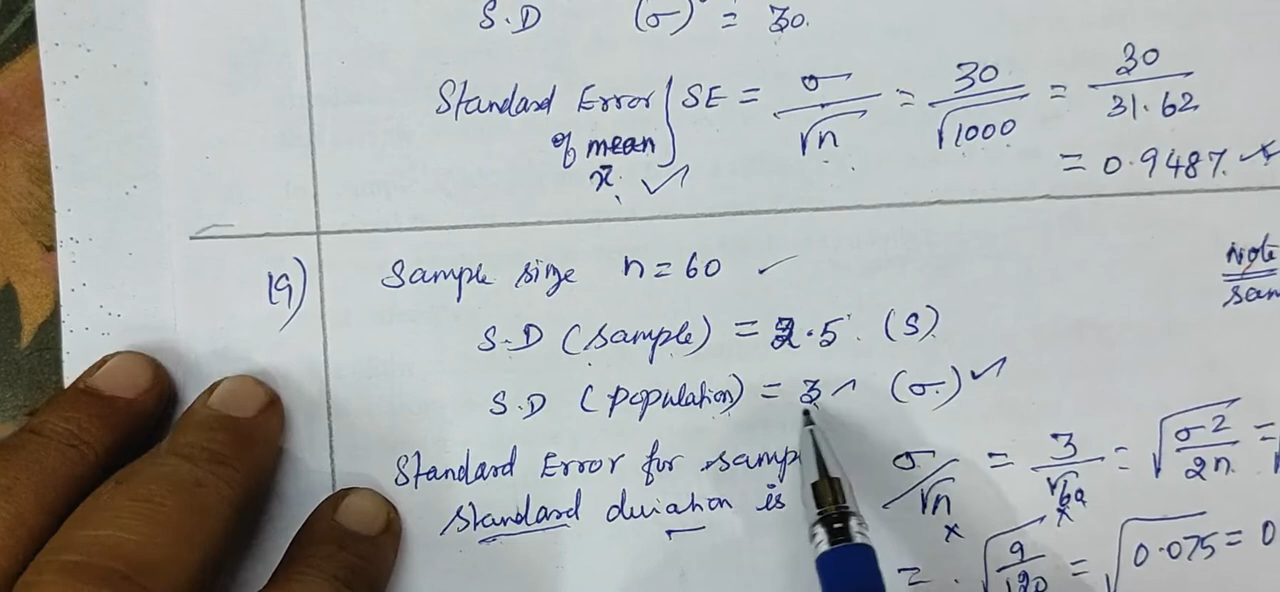 S.D (σ) = 30.
Standard Error of mean x̄. } SE = σ/√n = 30/√1000 = 30/31.62
= 0.9487.
19) Sample size n = 60
S.D (sample) = 2.5. (S)
S.D (population) = 3 (σ.)
Standard Error for samp σ/√n = 3/√60 = √σ2/2n =
standard deviation is
x x
= √9/120 = √0.075 = 0
Note
sam